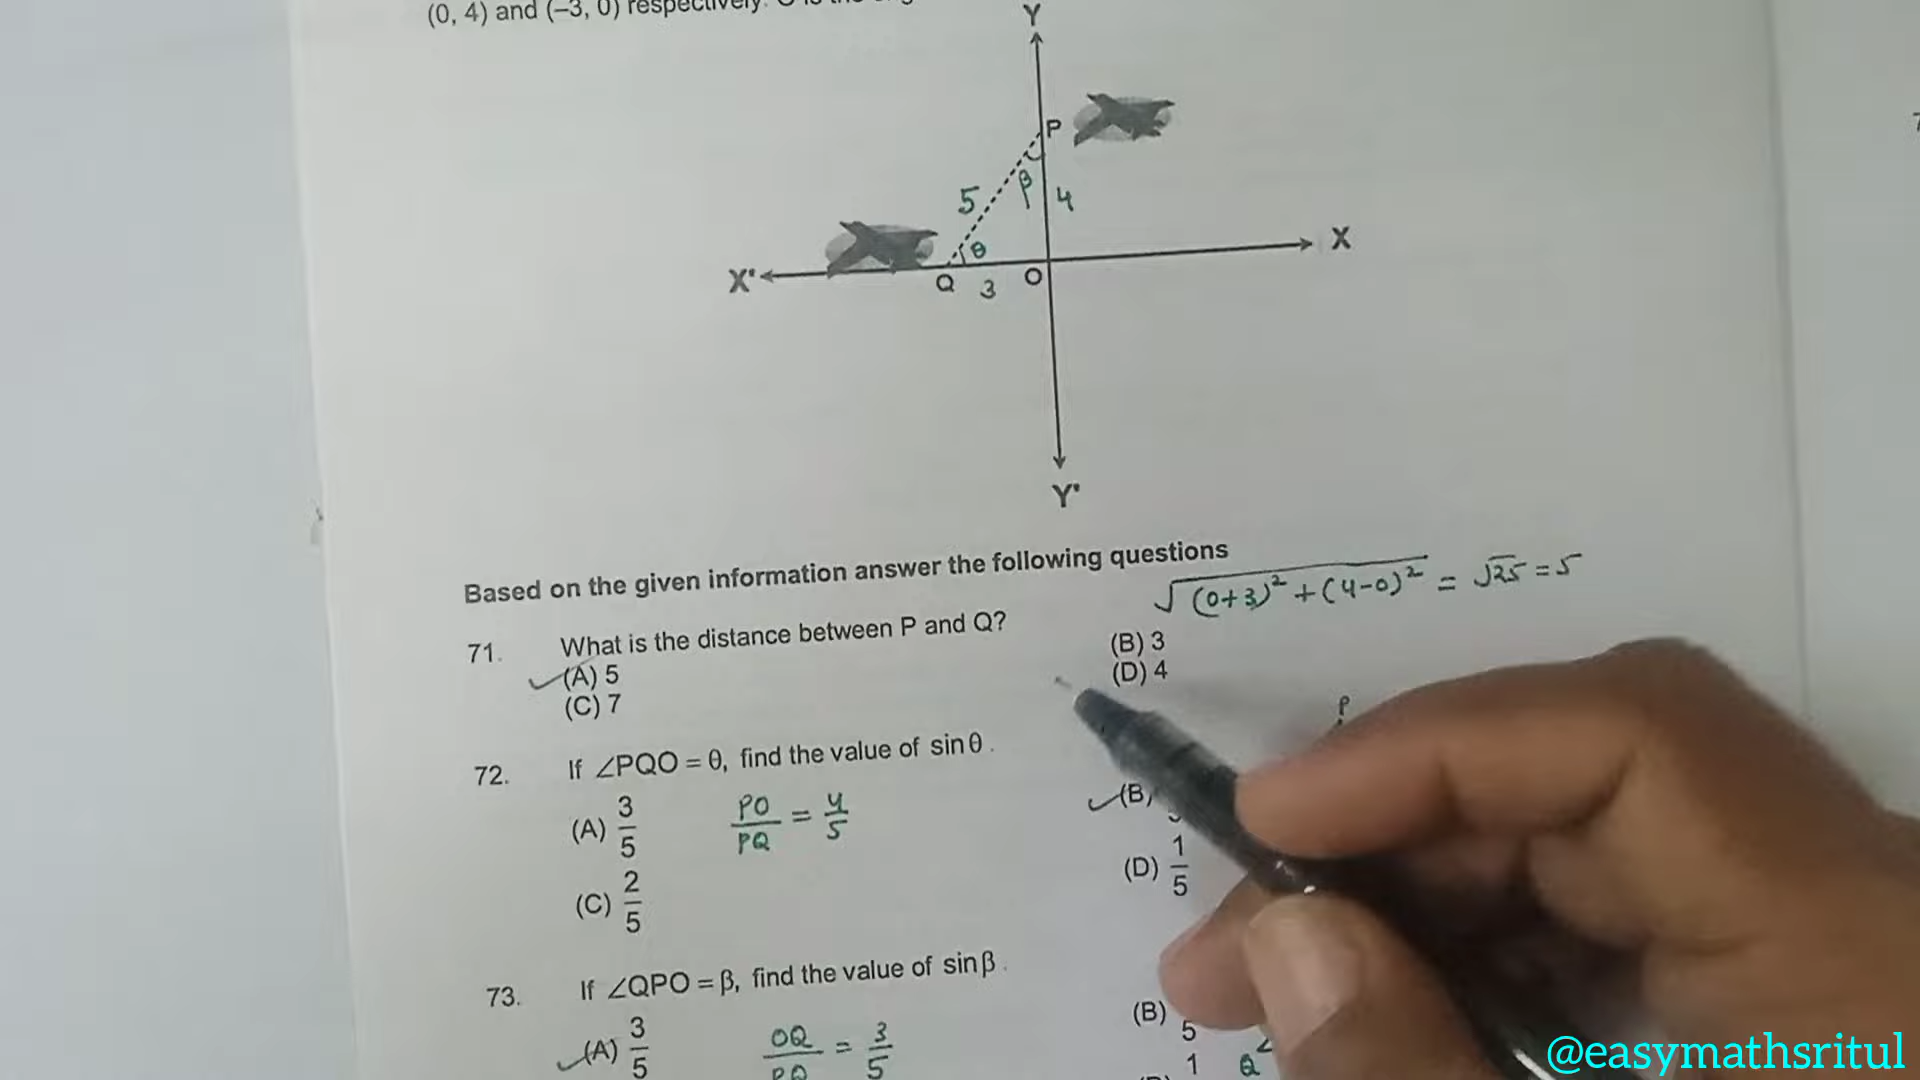 (0, 4) and (–3, 0) respectively.
Y
P
5
β
4
θ
X
X'
Q
3
O
Y'
Based on the given information answer the following questions
√(0+3)² + (4-0)² = √25 = 5
71. What is the distance between P and Q?
(A) 5
(B) 3
(C) 7
(D) 4
P
72. If ∠PQO = θ, find the value of sin θ .
(A) 3/5
PO/PQ = 4/5
(B)
(C) 2/5
(D) 1/5
73. If ∠QPO = β, find the value of sin β .
(A) 3/5
OQ/PQ = 3/5
(B)
5
1
Q
@easymathsritul